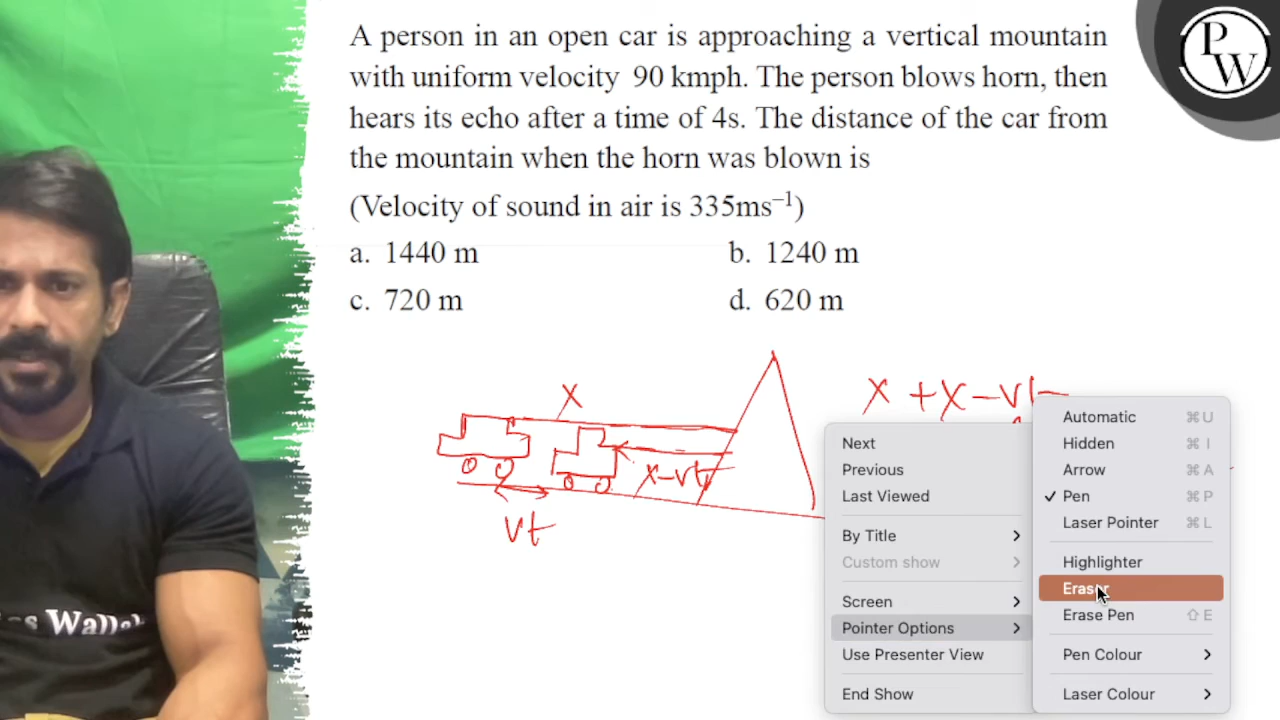 A person in an open car is approaching a vertical mountain
with uniform velocity 90 kmph. The person blows horn, then
hears its echo after a time of 4s. The distance of the car from
the mountain when the horn was blown is
(Velocity of sound in air is 335ms⁻¹)
a. 1440 m
b. 1240 m
c. 720 m
d. 620 m
PW
x
x-vt
vt
x + x - vt
Next
Previous
Last Viewed
By Title
Custom show
Screen
Pointer Options
Use Presenter View
End Show
Automatic ⌘ U
Hidden ⌘ I
Arrow ⌘ A
✓ Pen ⌘ P
Laser Pointer ⌘ L
Highlighter
Eraser
Erase Pen ⇧ E
Pen Colour
Laser Colour
s Wallah